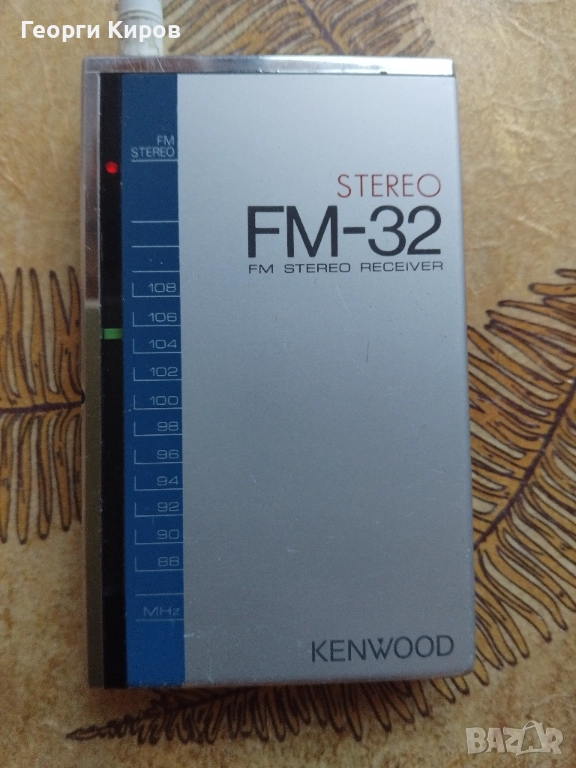 Георги Киров
FM
STEREO
STEREO
FM-32
FM STEREO RECEIVER
108
106
104
102
100
98
96
94
92
90
88
MHz
KENWOOD
BAZAR